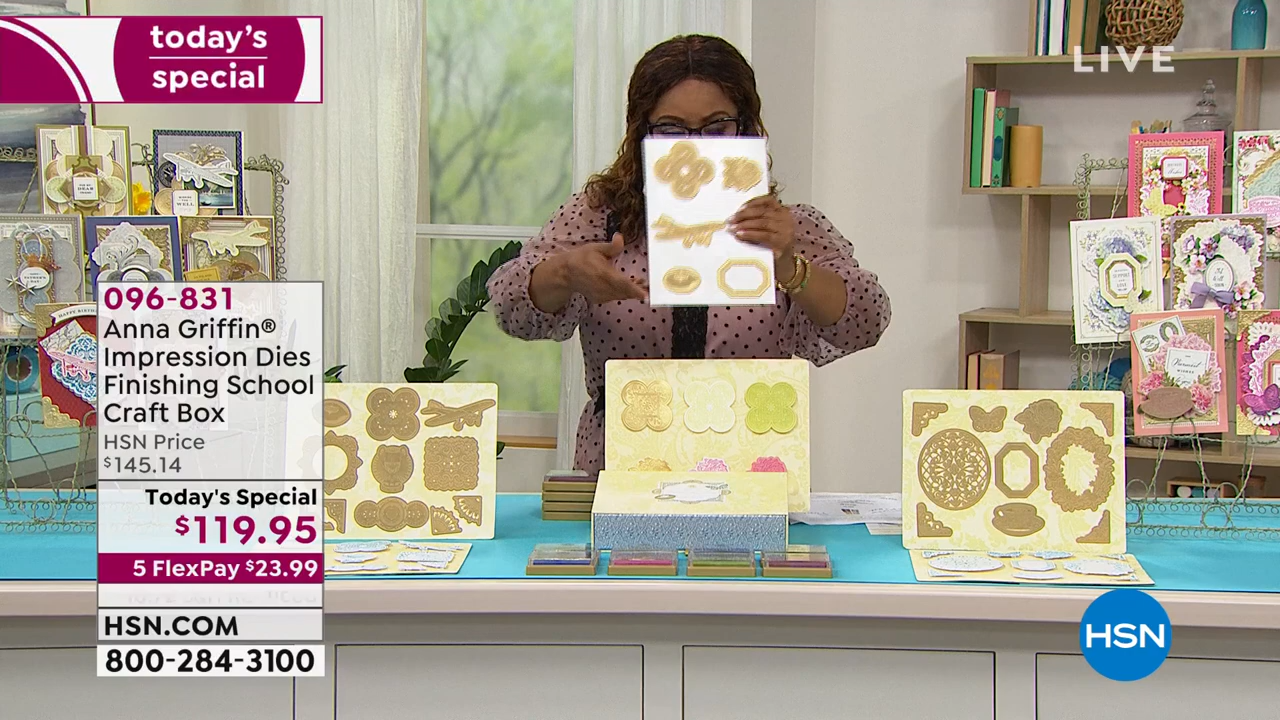 today's
special
LIVE
096-831
Anna Griffin®
Impression Dies
Finishing School
Craft Box
HSN Price
$145.14
Today's Special
$119.95
5 FlexPay $23.99
HSN.COM
800-284-3100
HSN